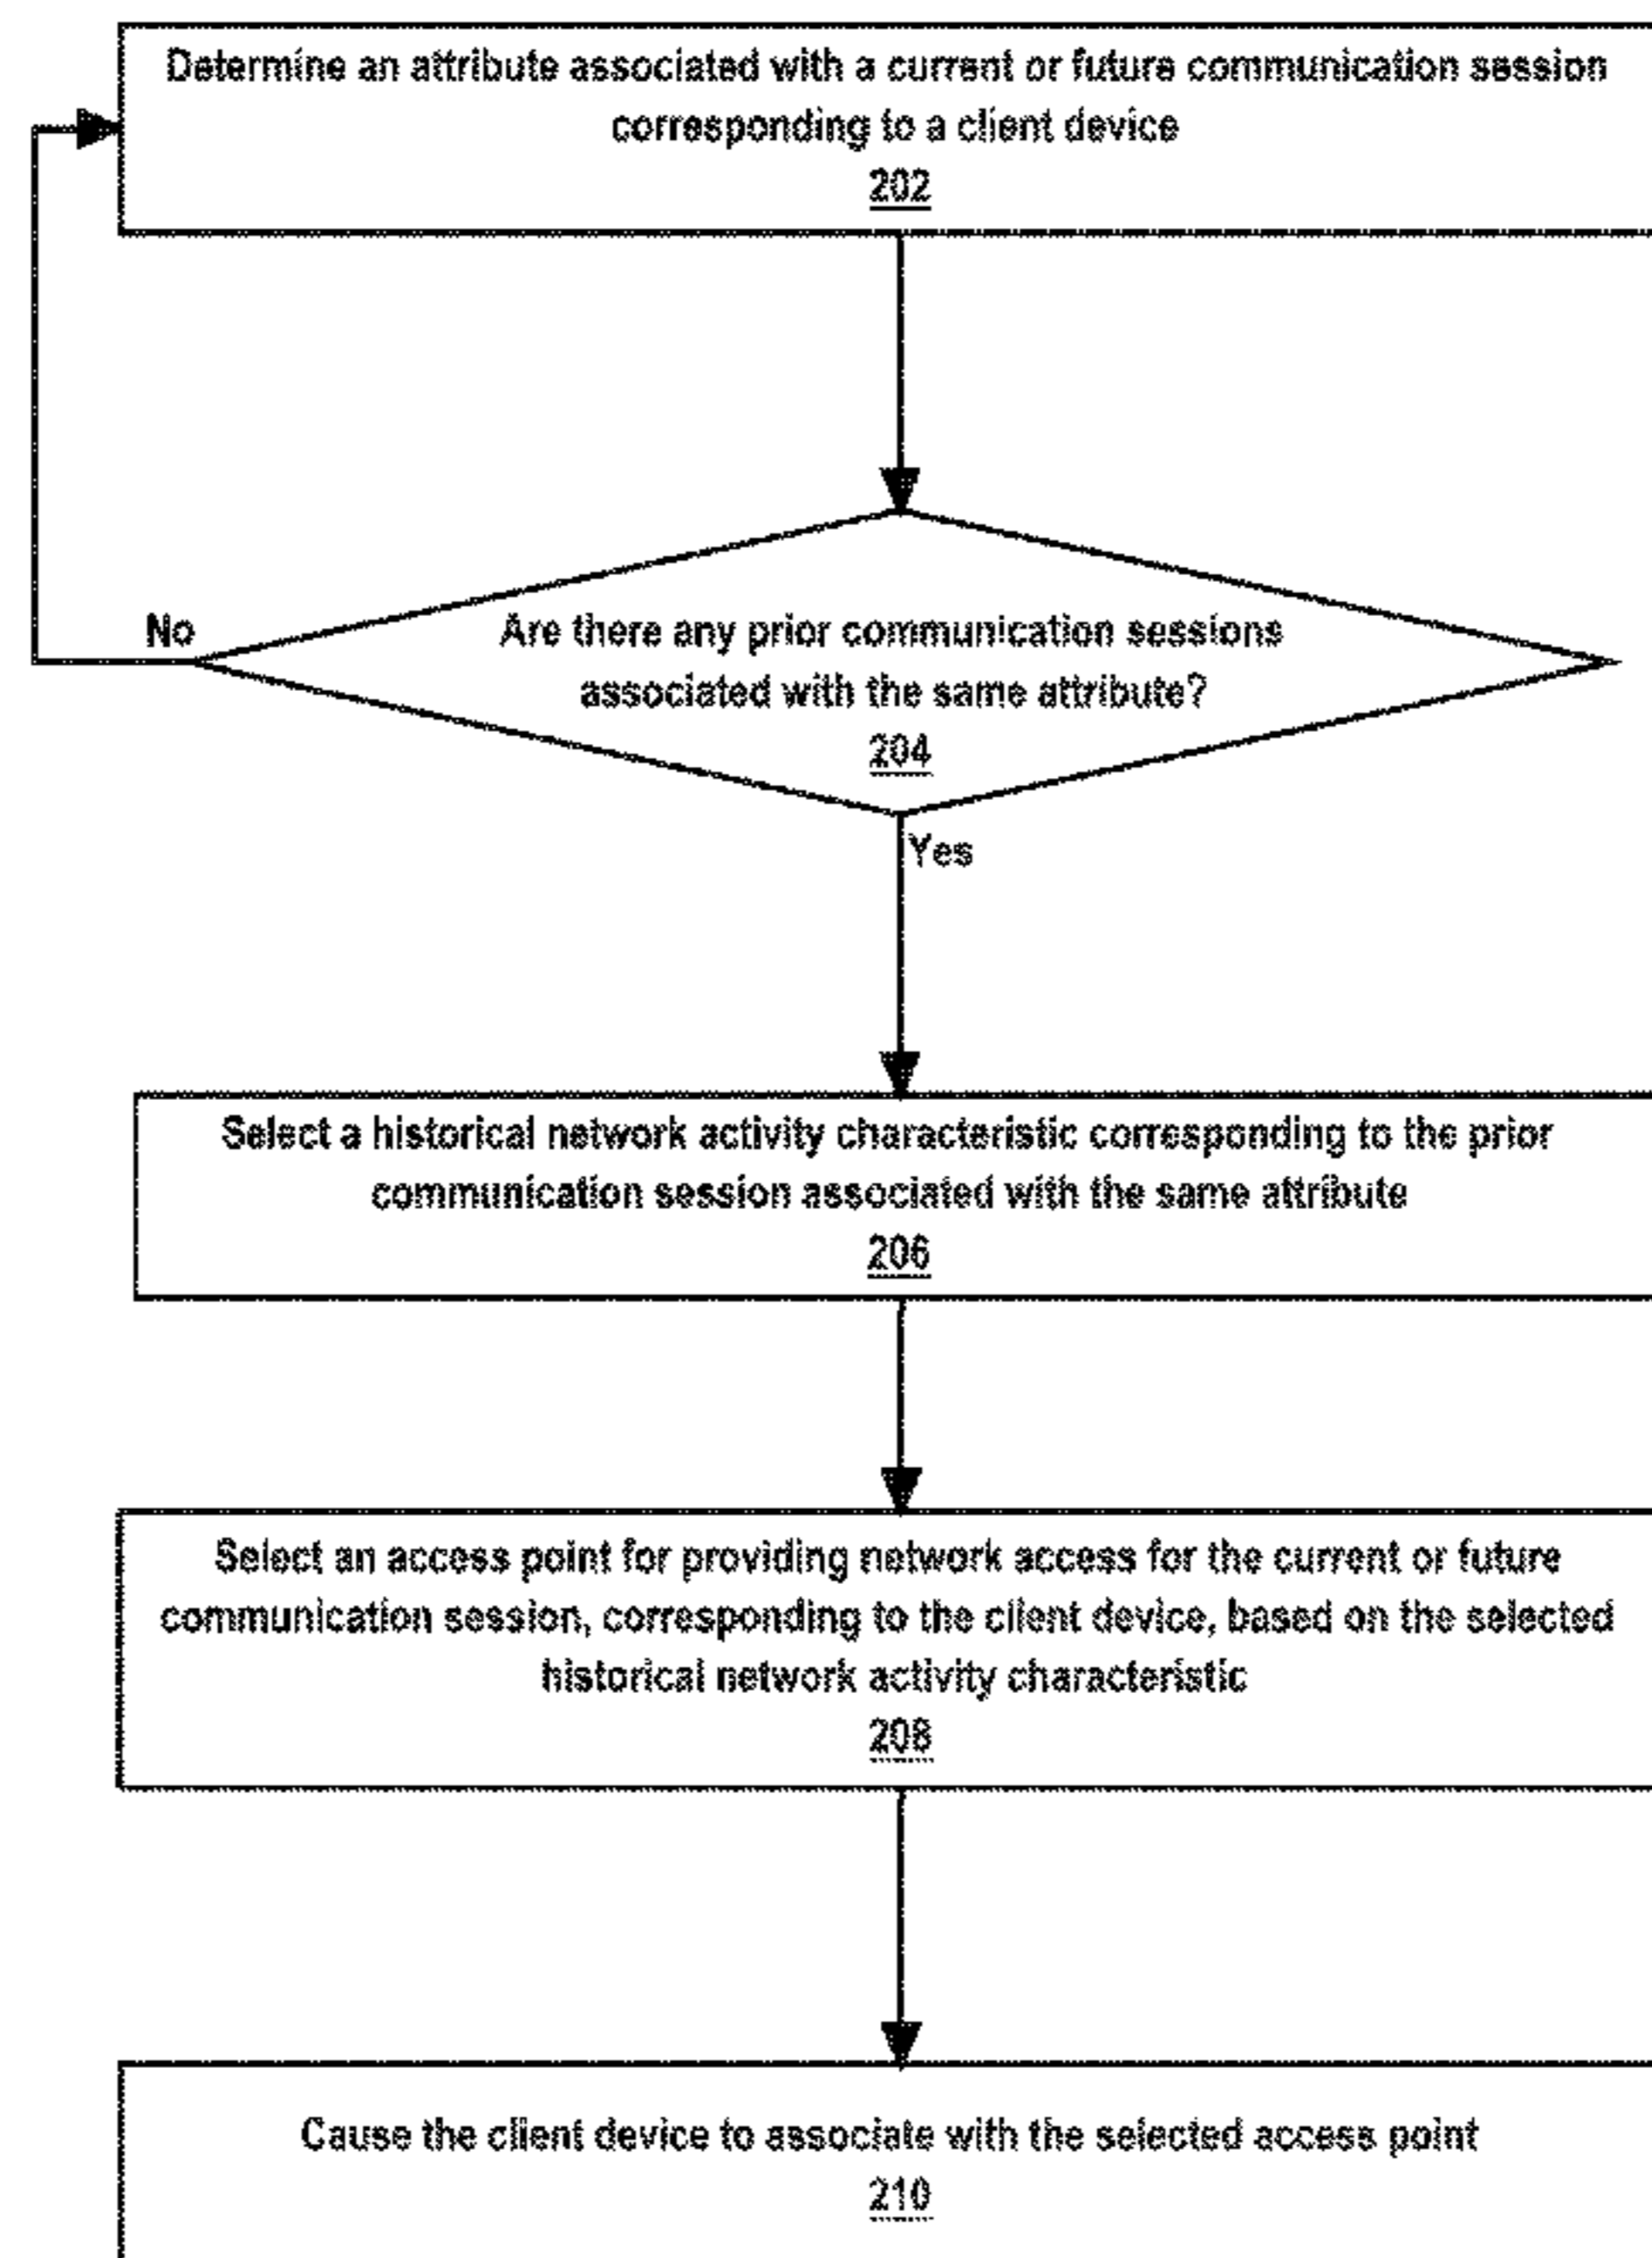 Determine an attribute associated with a current or future communication session
corresponding to a client device
202
No
Are there any prior communication sessions
associated with the same attribute?
204
Yes
Select a historical network activity characteristic corresponding to the prior
communication session associated with the same attribute
206
Select an access point for providing network access for the current or future
communication session, corresponding to the client device, based on the selected
historical network activity characteristic
208
Cause the client device to associate with the selected access point
210